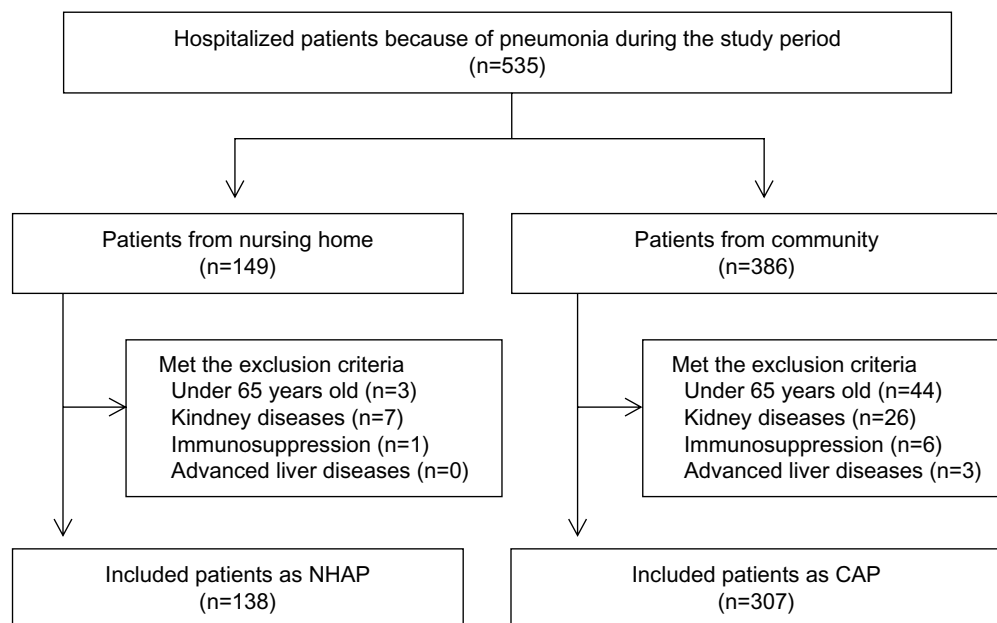 Hospitalized patients because of pneumonia during the study period
(n=535)
Patients from nursing home
(n=149)
Patients from community
(n=386)
Met the exclusion criteria
Under 65 years old (n=3)
Kindney diseases (n=7)
Immunosuppression (n=1)
Advanced liver diseases (n=0)
Met the exclusion criteria
Under 65 years old (n=44)
Kidney diseases (n=26)
Immunosuppression (n=6)
Advanced liver diseases (n=3)
Included patients as NHAP
(n=138)
Included patients as CAP
(n=307)